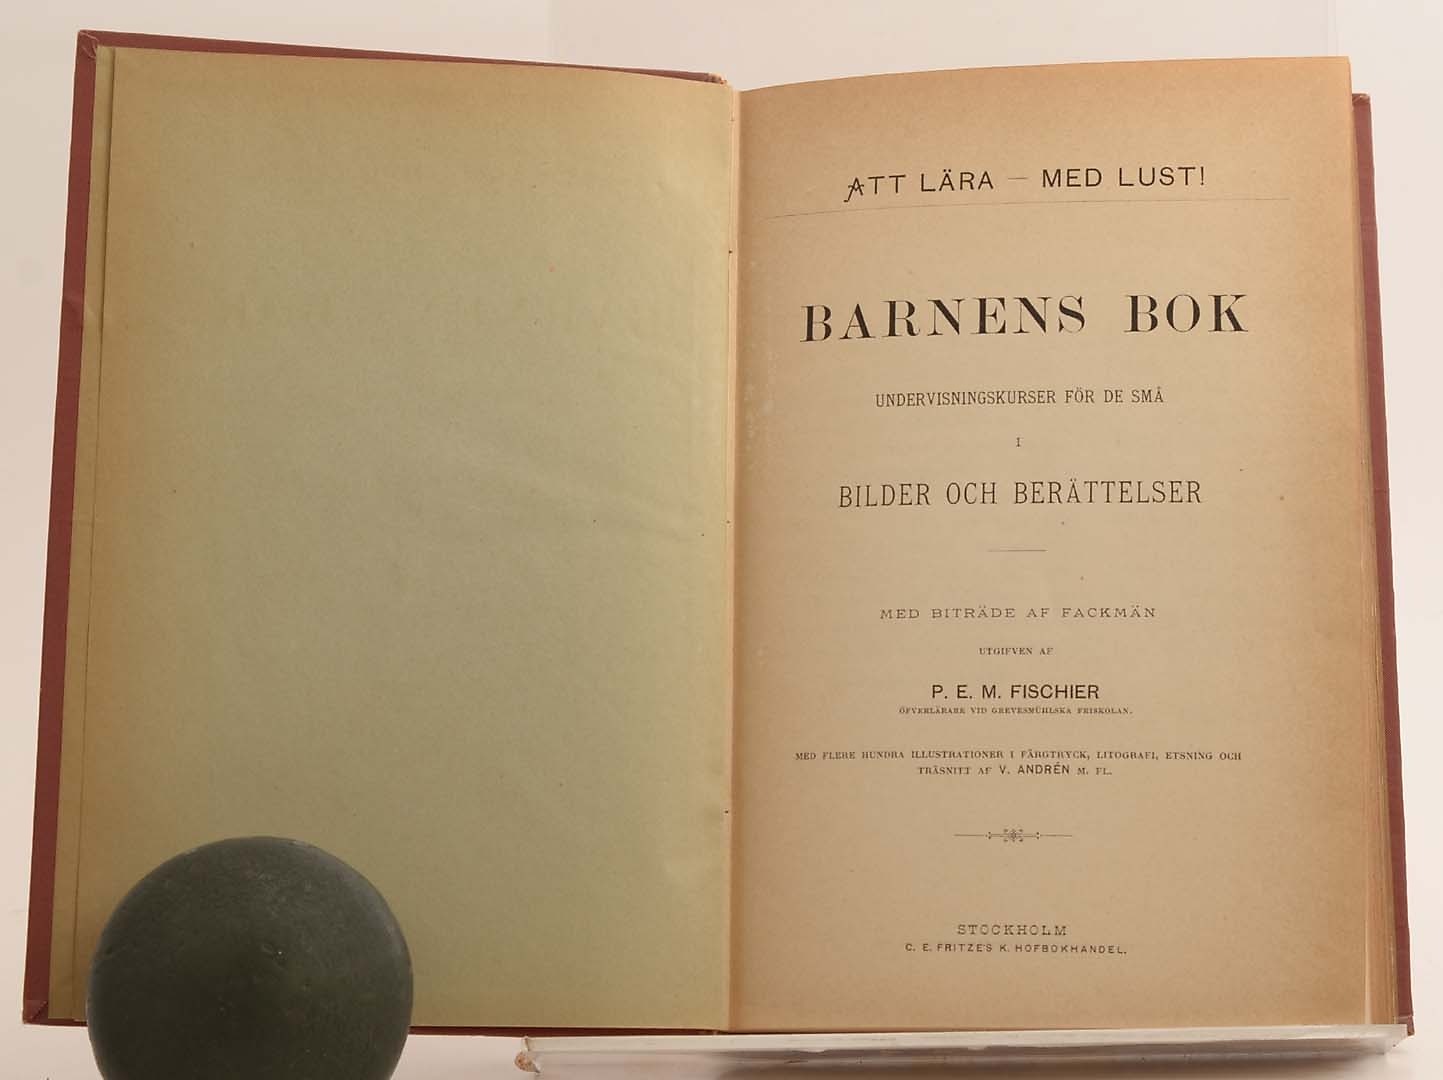 ATT LÄRA — MED LUST!
BARNENS BOK
UNDERVISNINGSKURSER FÖR DE SMÅ
I
BILDER OCH BERÄTTELSER
MED BITRÄDE AF FACKMÄN
UTGIFVEN AF
P. E. M. FISCHIER
ÖFVERLÄRARE VID GREVESMÜHLSKA FRISKOLAN.
MED FLERE HUNDRA ILLUSTRATIONER I FÄRGTRYCK, LITOGRAFI, ETSNING OCH
TRÄSNITT AF V. ANDRÉN M. FL.
STOCKHOLM
C. E. FRITZE'S K. HOFBOKHANDEL.